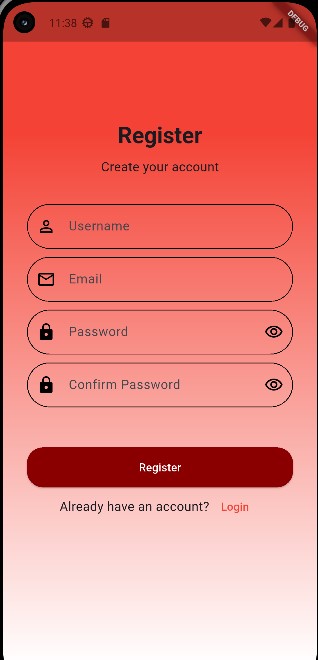 11:38
DEBUG
Register
Create your account
Username
Email
Password
Confirm Password
Register
Already have an account? Login